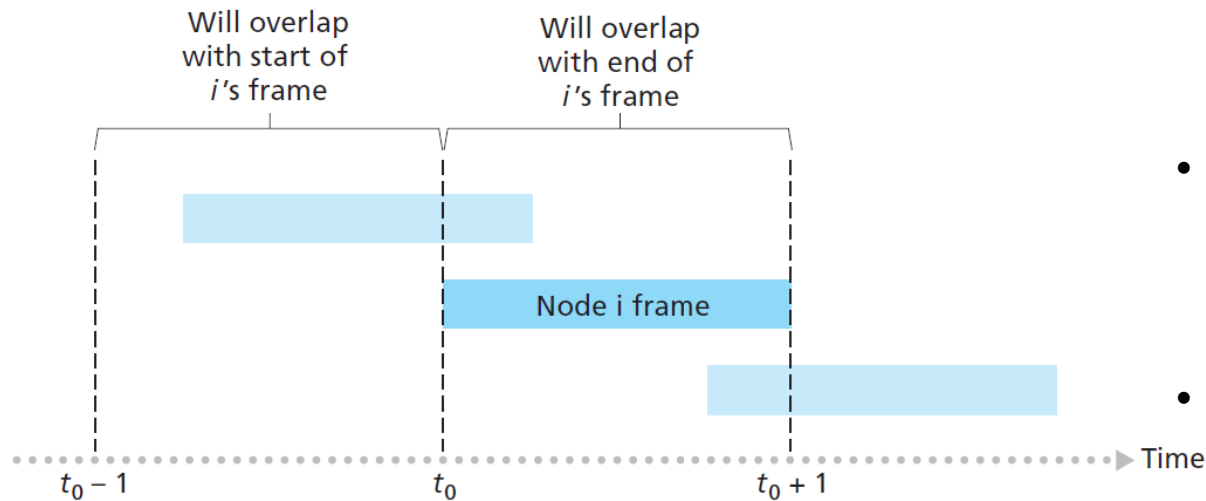 Will overlap
with start of
i's frame
Will overlap
with end of
i's frame
•
Node i frame
•
Time
t₀ – 1
t₀
t₀ + 1